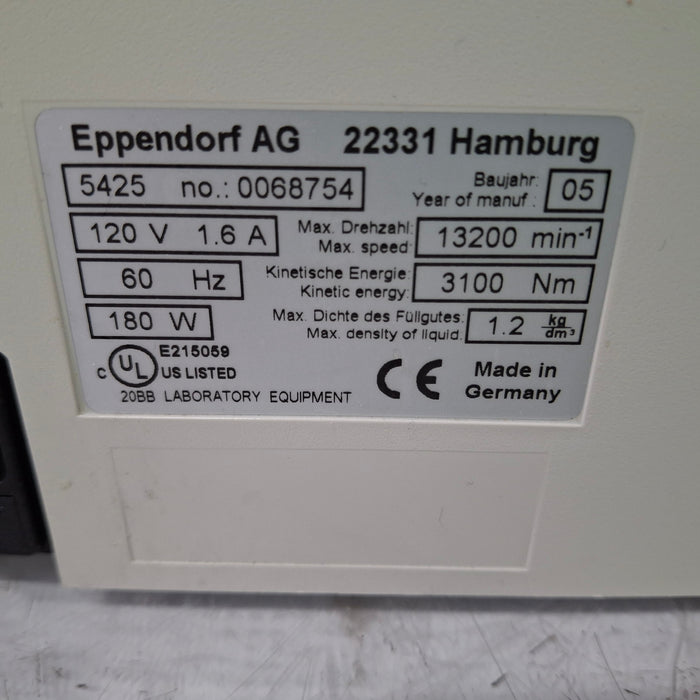 Eppendorf AG 22331 Hamburg
5425 no.: 0068754
Baujahr:
Year of manuf.: 05
120 V 1.6 A
Max. Drehzahl:
Max. speed: 13200 min-1
60 Hz
Kinetische Energie:
Kinetic energy: 3100 Nm
180 W
Max. Dichte des Füllgutes:
Max. density of liquid: 1.2 kg/dm³
c UL US LISTED
E215059
20BB LABORATORY EQUIPMENT
CE
Made in
Germany